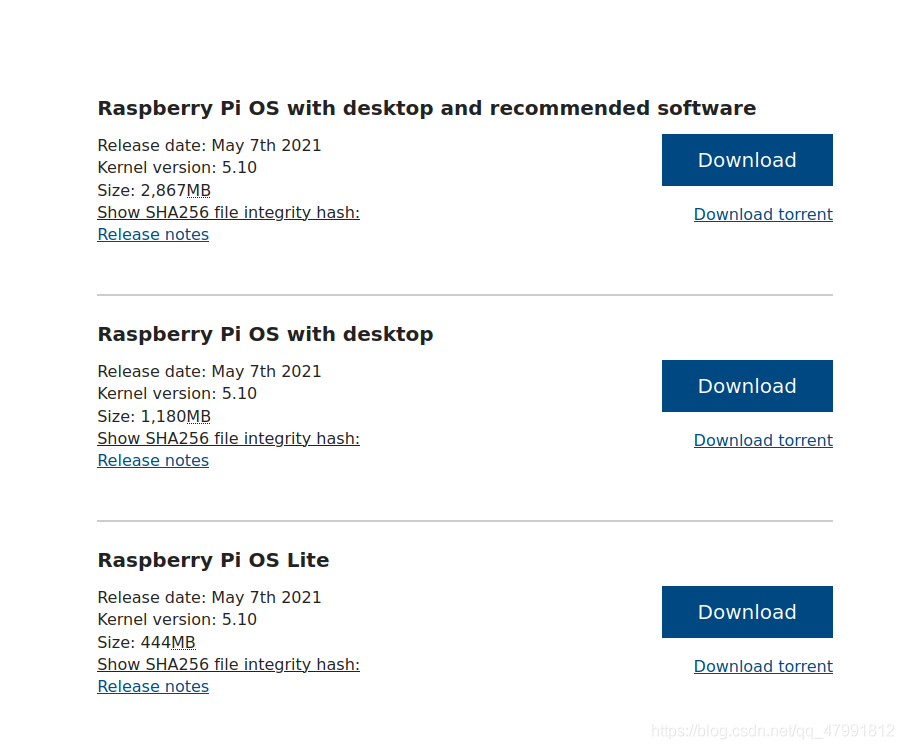 Raspberry Pi OS with desktop and recommended software
Release date: May 7th 2021
Kernel version: 5.10
Size: 2,867MB
Show SHA256 file integrity hash:
Release notes
Download
Download torrent
Raspberry Pi OS with desktop
Release date: May 7th 2021
Kernel version: 5.10
Size: 1,180MB
Show SHA256 file integrity hash:
Release notes
Download
Download torrent
Raspberry Pi OS Lite
Release date: May 7th 2021
Kernel version: 5.10
Size: 444MB
Show SHA256 file integrity hash:
Release notes
Download
Download torrent
https://blog.csdn.net/qq_47991812